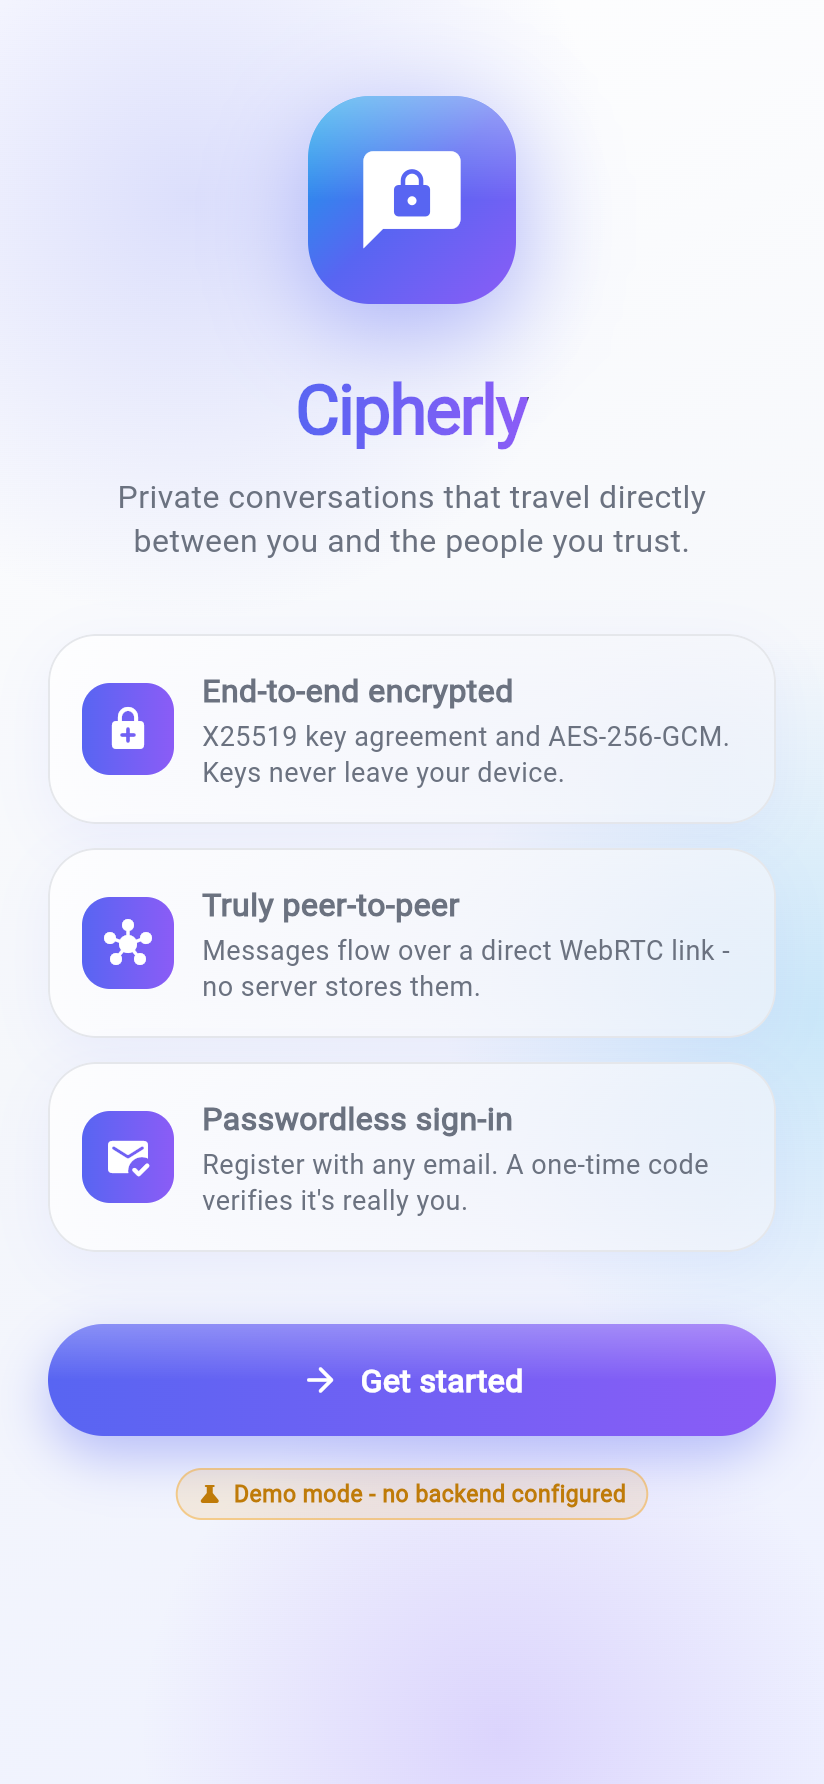 Cipherly
Private conversations that travel directly
between you and the people you trust.
End-to-end encrypted
X25519 key agreement and AES-256-GCM.
Keys never leave your device.
Truly peer-to-peer
Messages flow over a direct WebRTC link -
no server stores them.
Passwordless sign-in
Register with any email. A one-time code
verifies it's really you.
Get started
Demo mode - no backend configured